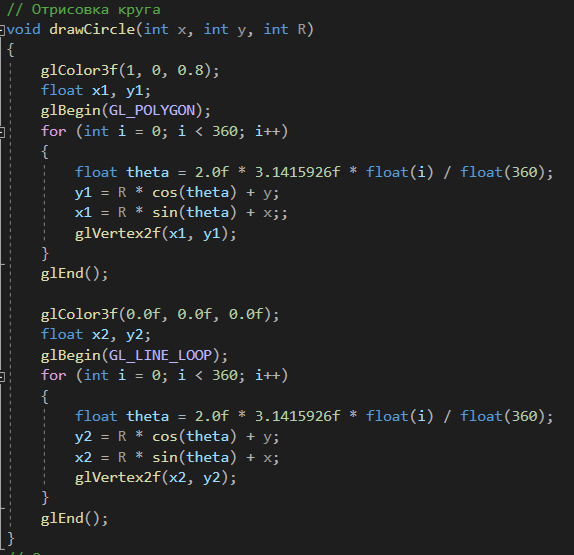 // Отрисовка круга
void drawCircle(int x, int y, int R)
{
    glColor3f(1, 0, 0.8);
    float x1, y1;
    glBegin(GL_POLYGON);
    for (int i = 0; i < 360; i++)
    {
        float theta = 2.0f * 3.1415926f * float(i) / float(360);
        y1 = R * cos(theta) + y;
        x1 = R * sin(theta) + x;;
        glVertex2f(x1, y1);
    }
    glEnd();

    glColor3f(0.0f, 0.0f, 0.0f);
    float x2, y2;
    glBegin(GL_LINE_LOOP);
    for (int i = 0; i < 360; i++)
    {
        float theta = 2.0f * 3.1415926f * float(i) / float(360);
        y2 = R * cos(theta) + y;
        x2 = R * sin(theta) + x;
        glVertex2f(x2, y2);
    }
    glEnd();
}